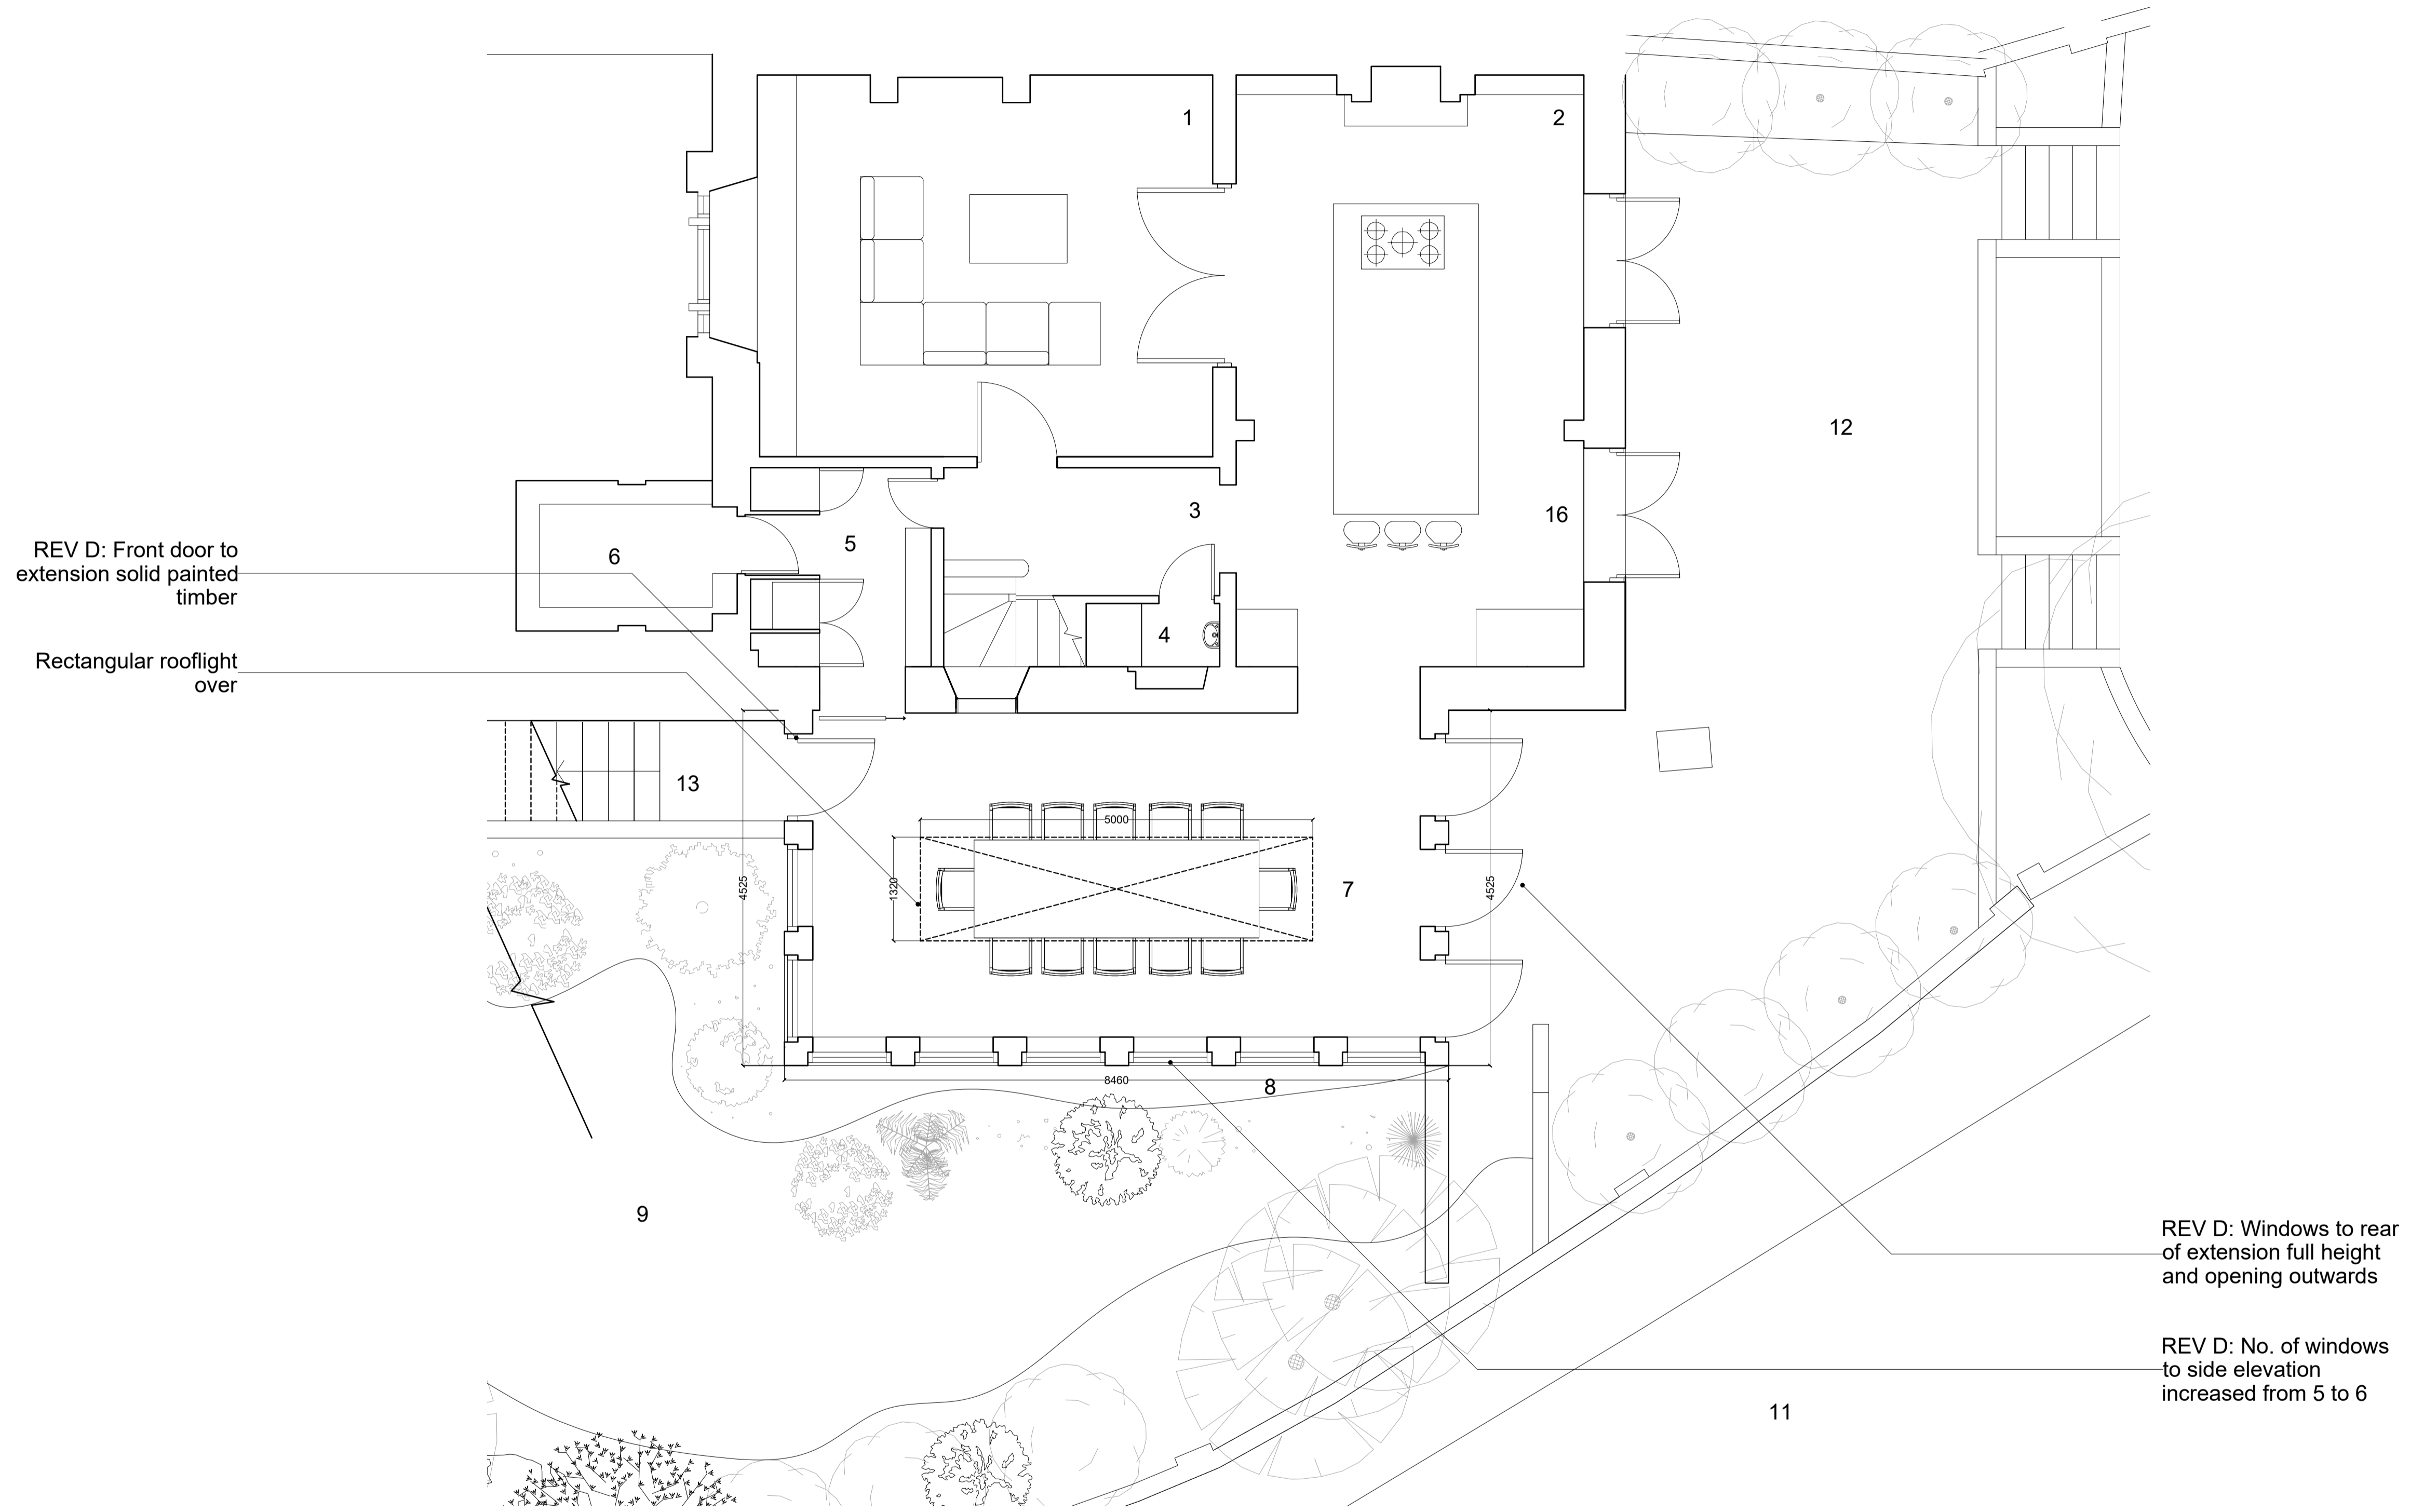 1
2
12
3
16
5
6
REV D: Front door to
extension solid painted
timber
4
Rectangular rooflight
over
13
5000
1320
4525
4525
7
8460
8
9
REV D: Windows to rear
of extension full height
and opening outwards
REV D: No. of windows
to side elevation
increased from 5 to 6
11